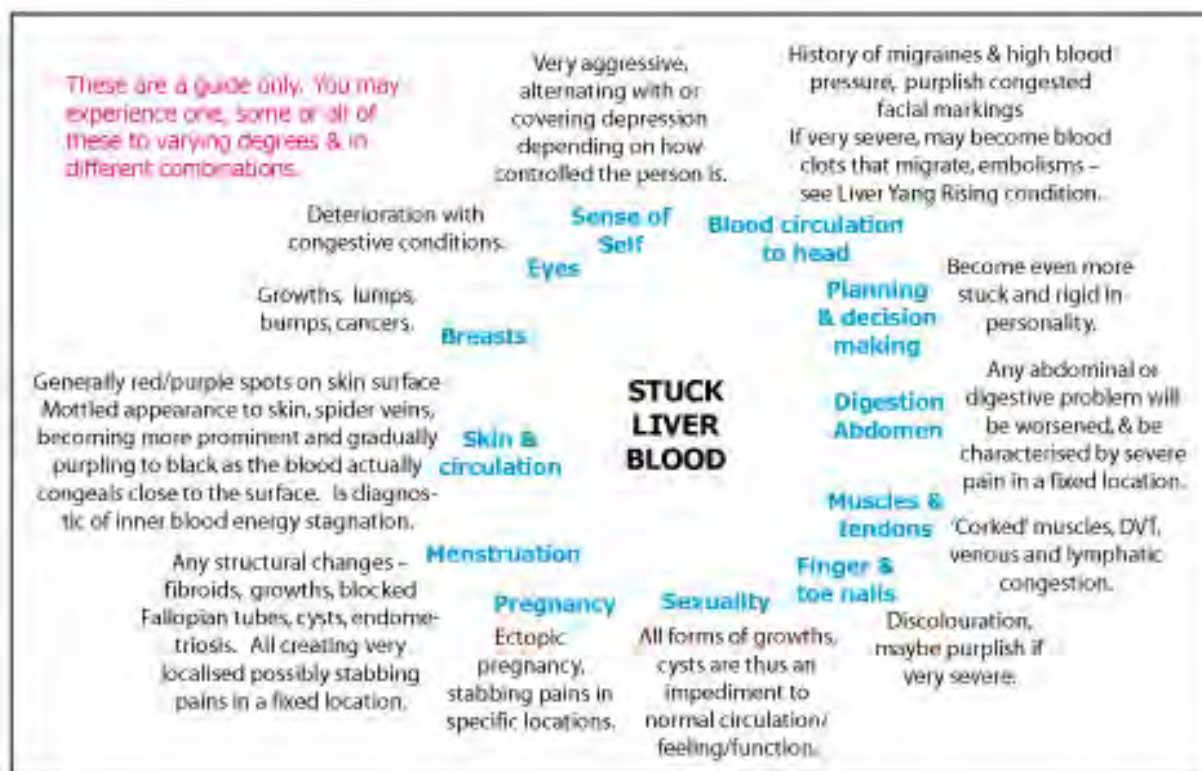 These are a guide only. You may
experience one, some or all of
these to varying degrees & in
different combinations.
Very aggressive,
alternating with or
covering depression
depending on how
controlled the person is.
Sense of
Self
History of migraines & high blood
pressure, purplish congested
facial markings
If very severe, may become blood
clots that migrate, embolisms –
see Liver Yang Rising condition.
Blood circulation
to head
Deterioration with
congestive conditions.
Eyes
Become even more
stuck and rigid in
personality.
Planning
& decision
making
Growths, lumps,
bumps, cancers.
Breasts
STUCK
LIVER
BLOOD
Any abdominal or
digestive problem will
be worsened, & be
characterised by severe
pain in a fixed location.
Digestion
Abdomen
Generally red/purple spots on skin surface
Mottled appearance to skin, spider veins,
becoming more prominent and gradually
purpling to black as the blood actually
congeals close to the surface. Is diagnos-
tic of inner blood energy stagnation.
Skin &
circulation
Muscles &
tendons
'Corked' muscles, DVT,
venous and lymphatic
congestion.
Menstruation
Any structural changes –
fibroids, growths, blocked
Fallopian tubes, cysts, endome-
triosis. All creating very
localised possibly stabbing
pains in a fixed location.
Finger &
toe nails
Discolouration,
maybe purplish if
very severe.
Pregnancy
Ectopic
pregnancy,
stabbing pains in
specific locations.
Sexuality
All forms of growths,
cysts are thus an
impediment to
normal circulation/
feeling/function.